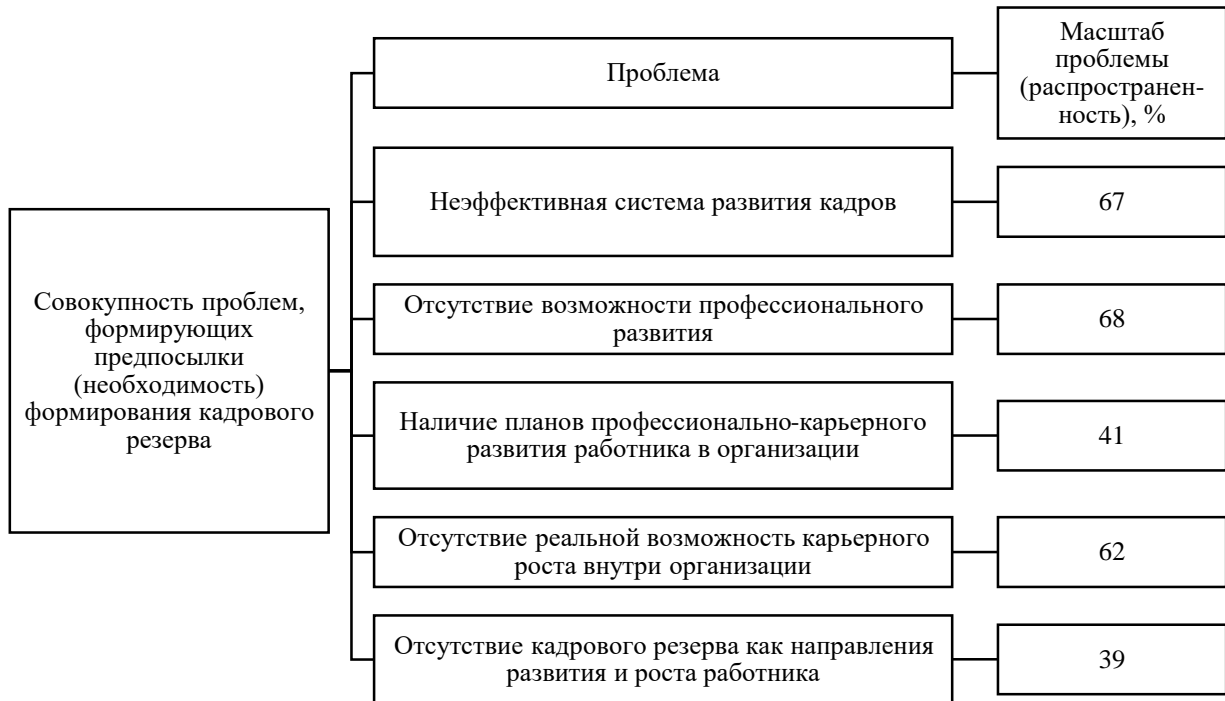 Проблема
Масштаб
проблемы
(распространен-
ность), %
Совокупность проблем,
формирующих
предпосылки
(необходимость)
формирования кадрового
резерва
Неэффективная система развития кадров
67
Отсутствие возможности профессионального
развития
68
Наличие планов профессионально-карьерного
развития работника в организации
41
Отсутствие реальной возможность карьерного
роста внутри организации
62
Отсутствие кадрового резерва как направления
развития и роста работника
39